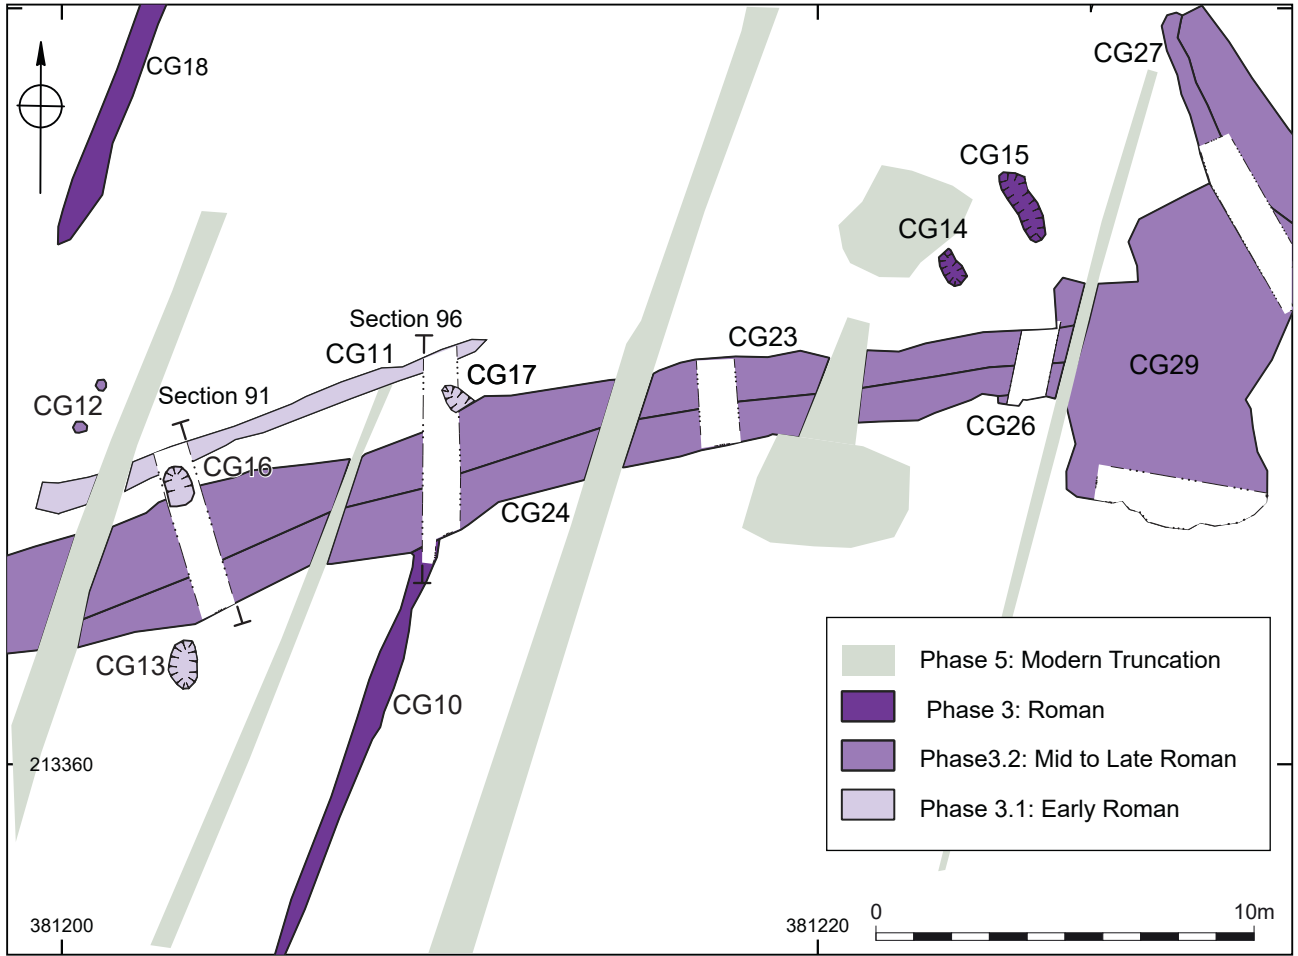 CG27
CG18
CG15
CG14
Section 96
CG23
CG11
CG29
CG17
Section 91
CG12
CG26
CG16
CG24
CG13
Phase 5: Modern Truncation
CG10
Phase 3: Roman
Phase3.2: Mid to Late Roman
213360
Phase 3.1: Early Roman
0
10m
381200
381220